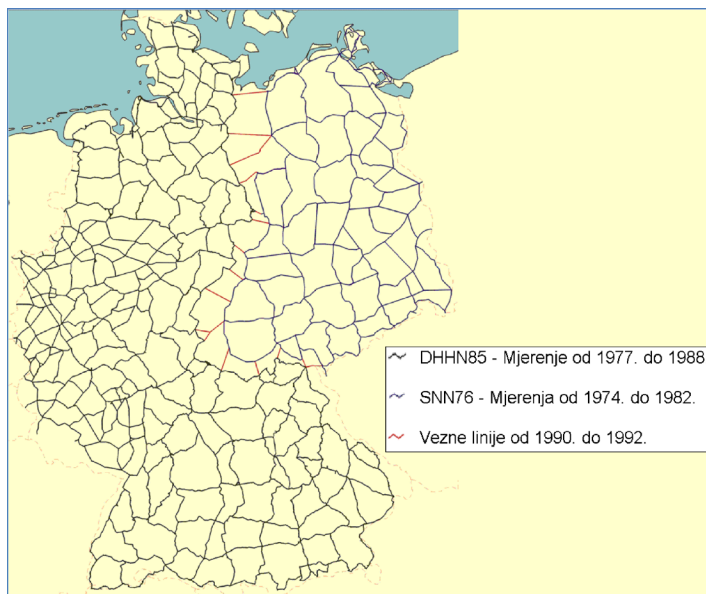 DHHN85 - Mjerenje od 1977. do 1988
SNN76 - Mjerenja od 1974. do 1982.
Vezne linije od 1990. do 1992.